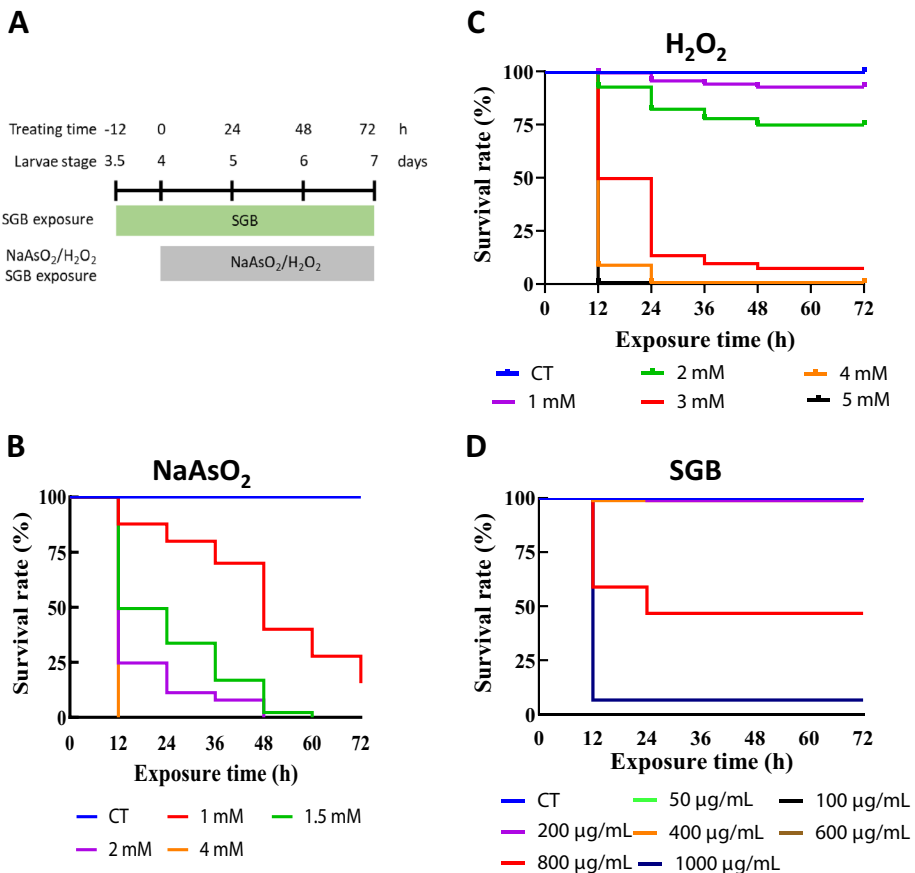 A
Treating time -12 0 24 48 72 h
Larvae stage 3.5 4 5 6 7 days
SGB exposure SGB
NaAsO₂/H₂O₂ NaAsO₂/H₂O₂
SGB exposure
B
NaAsO₂
Survival rate (%)
100
75
50
25
0
0 12 24 36 48 60 72
Exposure time (h)
CT 1 mM 1.5 mM
2 mM 4 mM
C
H₂O₂
Survival rate (%)
100
75
50
25
0
0 12 24 36 48 60 72
Exposure time (h)
CT 2 mM 4 mM
1 mM 3 mM 5 mM
D
SGB
Survival rate (%)
100
75
50
25
0
0 12 24 36 48 60 72
Exposure time (h)
CT 50 µg/mL 100 µg/mL
200 µg/mL 400 µg/mL 600 µg/mL
800 µg/mL 1000 µg/mL